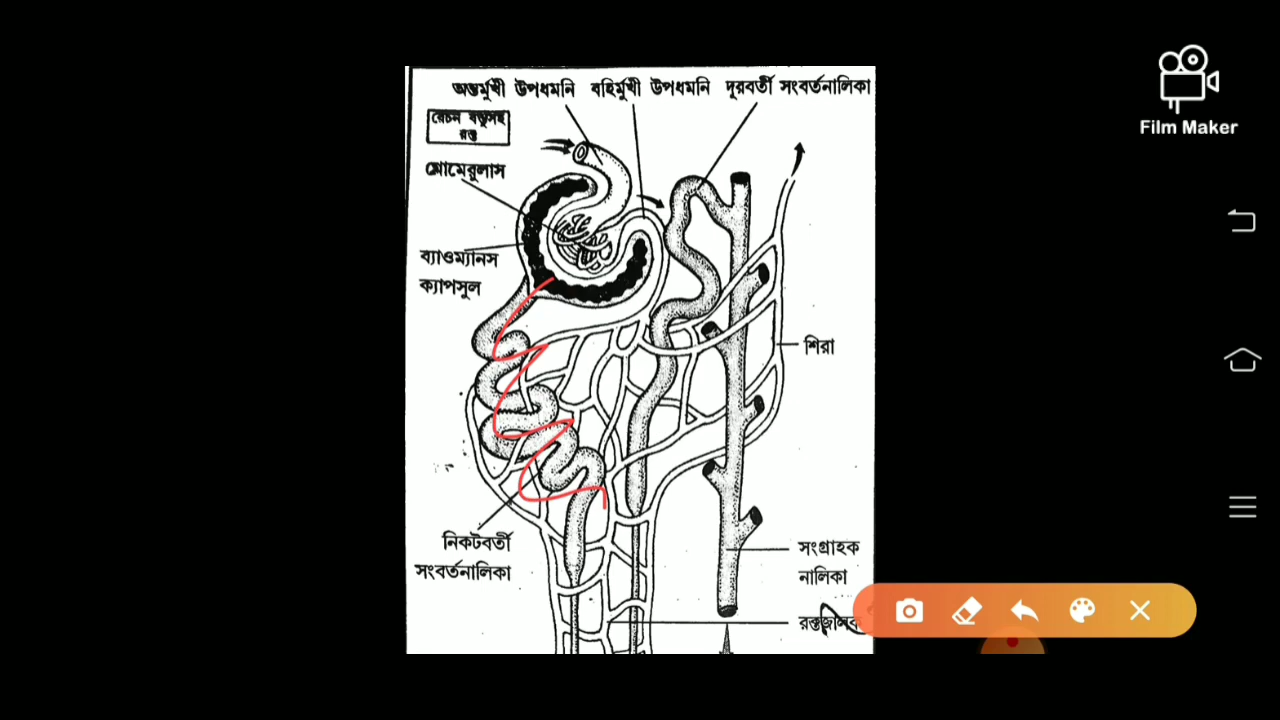 অন্তর্মুখী উপধমনি বহির্মুখী উপধমনি দূরবর্তী সংবর্তনালিকা
রেচন বস্তুসহ
রক্ত
গ্লোমেরুলাস
ব্যাওম্যানস
ক্যাপসুল
শিরা
নিকটবর্তী
সংবর্তনালিকা
সংগ্রাহক
নালিকা
Film Maker